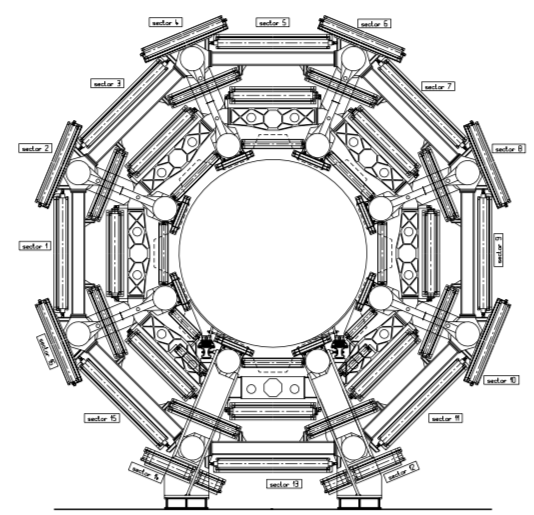 sector 4
sector 5
sector 6
sector 3
sector 7
sector 2
sector 8
sector 1
sector 9
sector 16
sector 10
sector 15
sector 11
sector 14
sector 13
sector 12